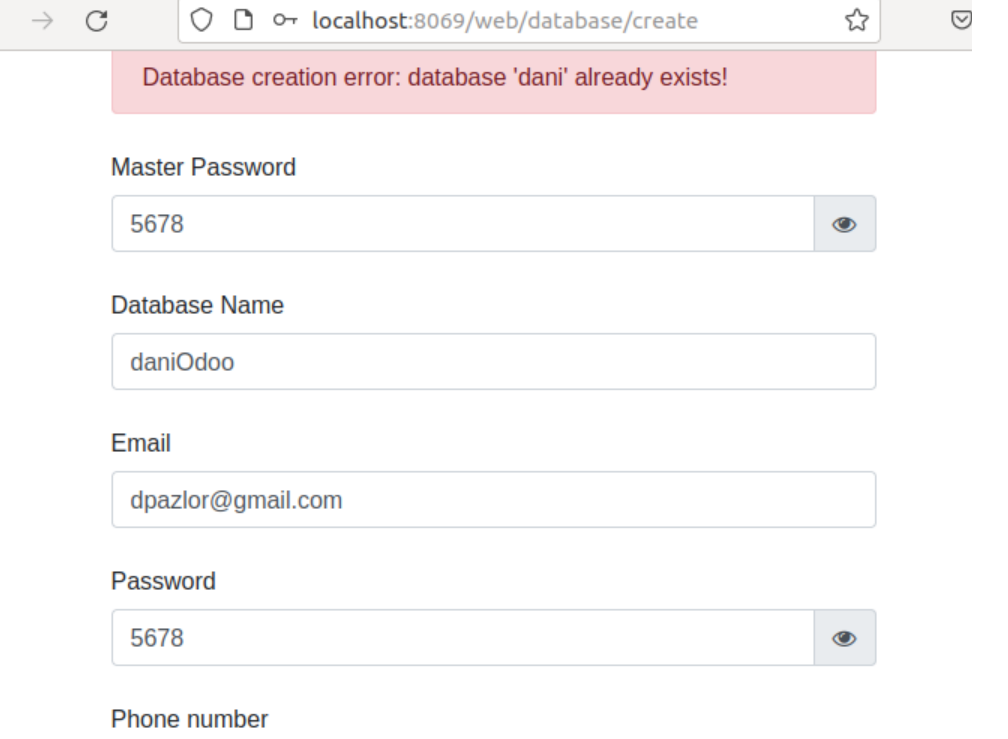 localhost:8069/web/database/create
Database creation error: database 'dani' already exists!
Master Password
5678
Database Name
daniOdoo
Email
dpazlor@gmail.com
Password
5678
Phone number